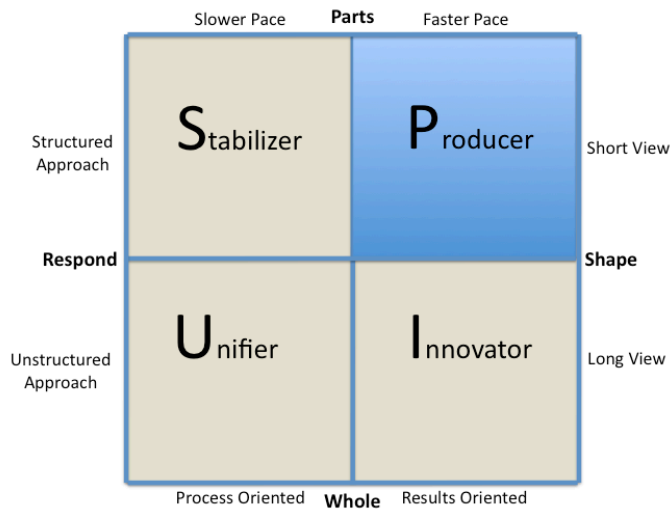 Slower Pace Parts Faster Pace
Stabilizer Producer
Structured
Approach
Short View
Respond Shape
Unifier Innovator
Unstructured
Approach
Long View
Process Oriented Whole Results Oriented